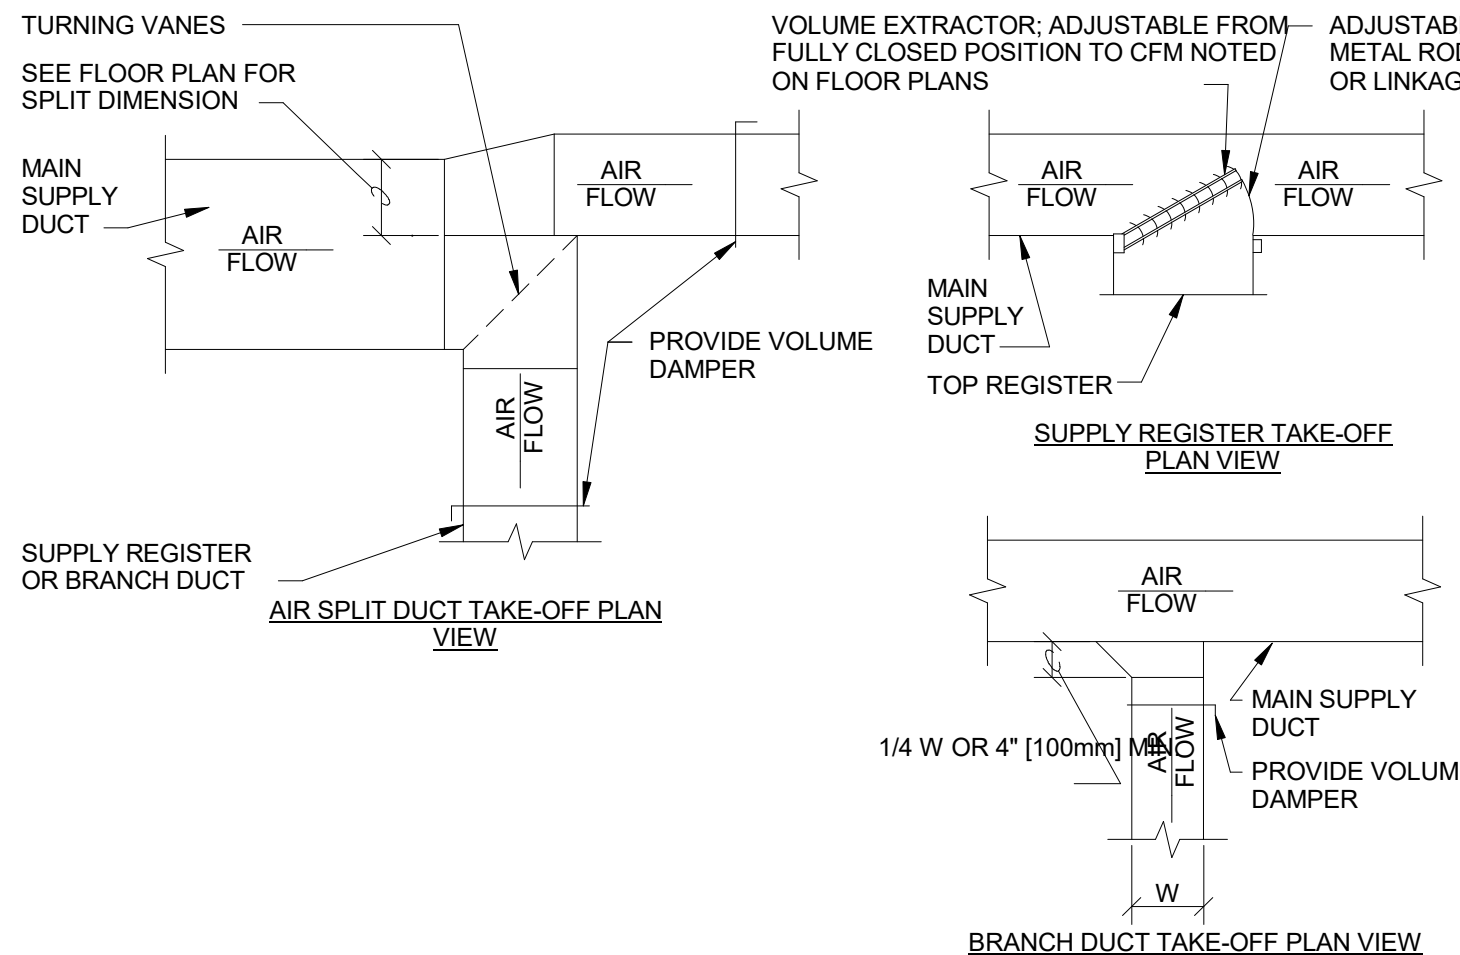 TURNING VANES
SEE FLOOR PLAN FOR
SPLIT DIMENSION
MAIN
SUPPLY
DUCT
AIR
FLOW
AIR
FLOW
AIR
FLOW
PROVIDE VOLUME
DAMPER
SUPPLY REGISTER
OR BRANCH DUCT
AIR SPLIT DUCT TAKE-OFF PLAN
VIEW
VOLUME EXTRACTOR; ADJUSTABLE FROM
FULLY CLOSED POSITION TO CFM NOTED
ON FLOOR PLANS
METAL
OR
AIR
FLOW
AIR
FLOW
MAIN
SUPPLY
DUCT
TOP REGISTER
SUPPLY REGISTER TAKE-OFF
PLAN VIEW
AIR
FLOW
MAIN SUPPLY
DUCT
1/4 W OR 4" [100mm] MIN.
AIR
FLOW
PROVIDE
DAMPER
W
BRANCH DUCT TAKE-OFF PLAN VIEW